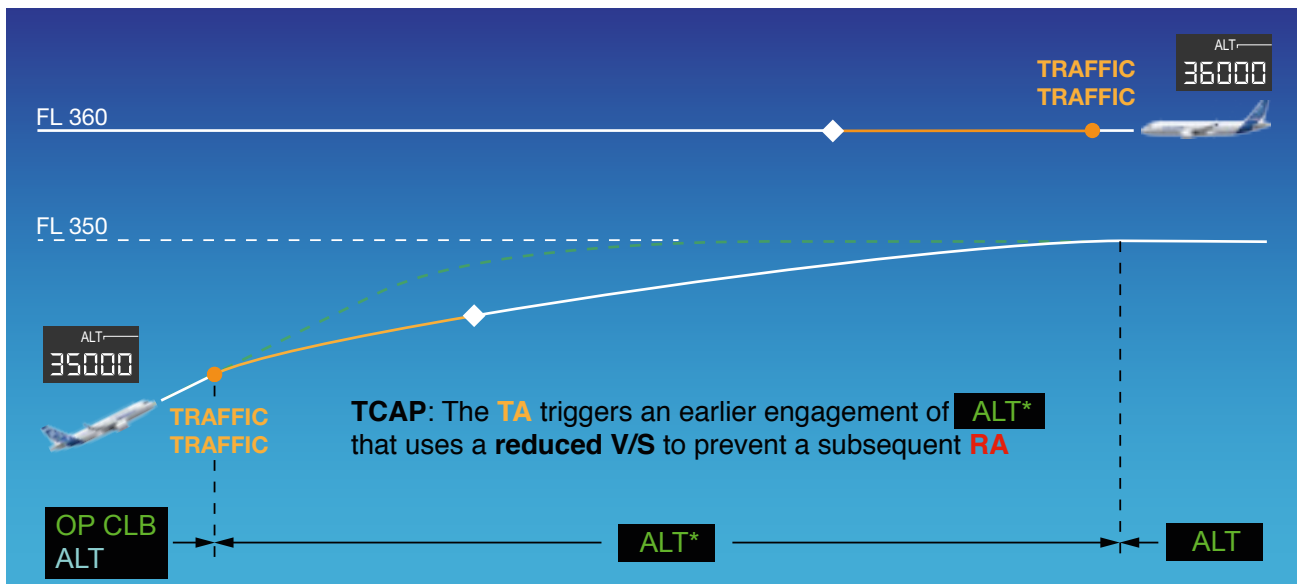 ALT
36000
TRAFFIC
TRAFFIC
FL 360
FL 350
ALT
35000
TRAFFIC
TRAFFIC
TCAP: The TA triggers an earlier engagement of ALT*
that uses a reduced V/S to prevent a subsequent RA
OP CLB
ALT
ALT*
ALT